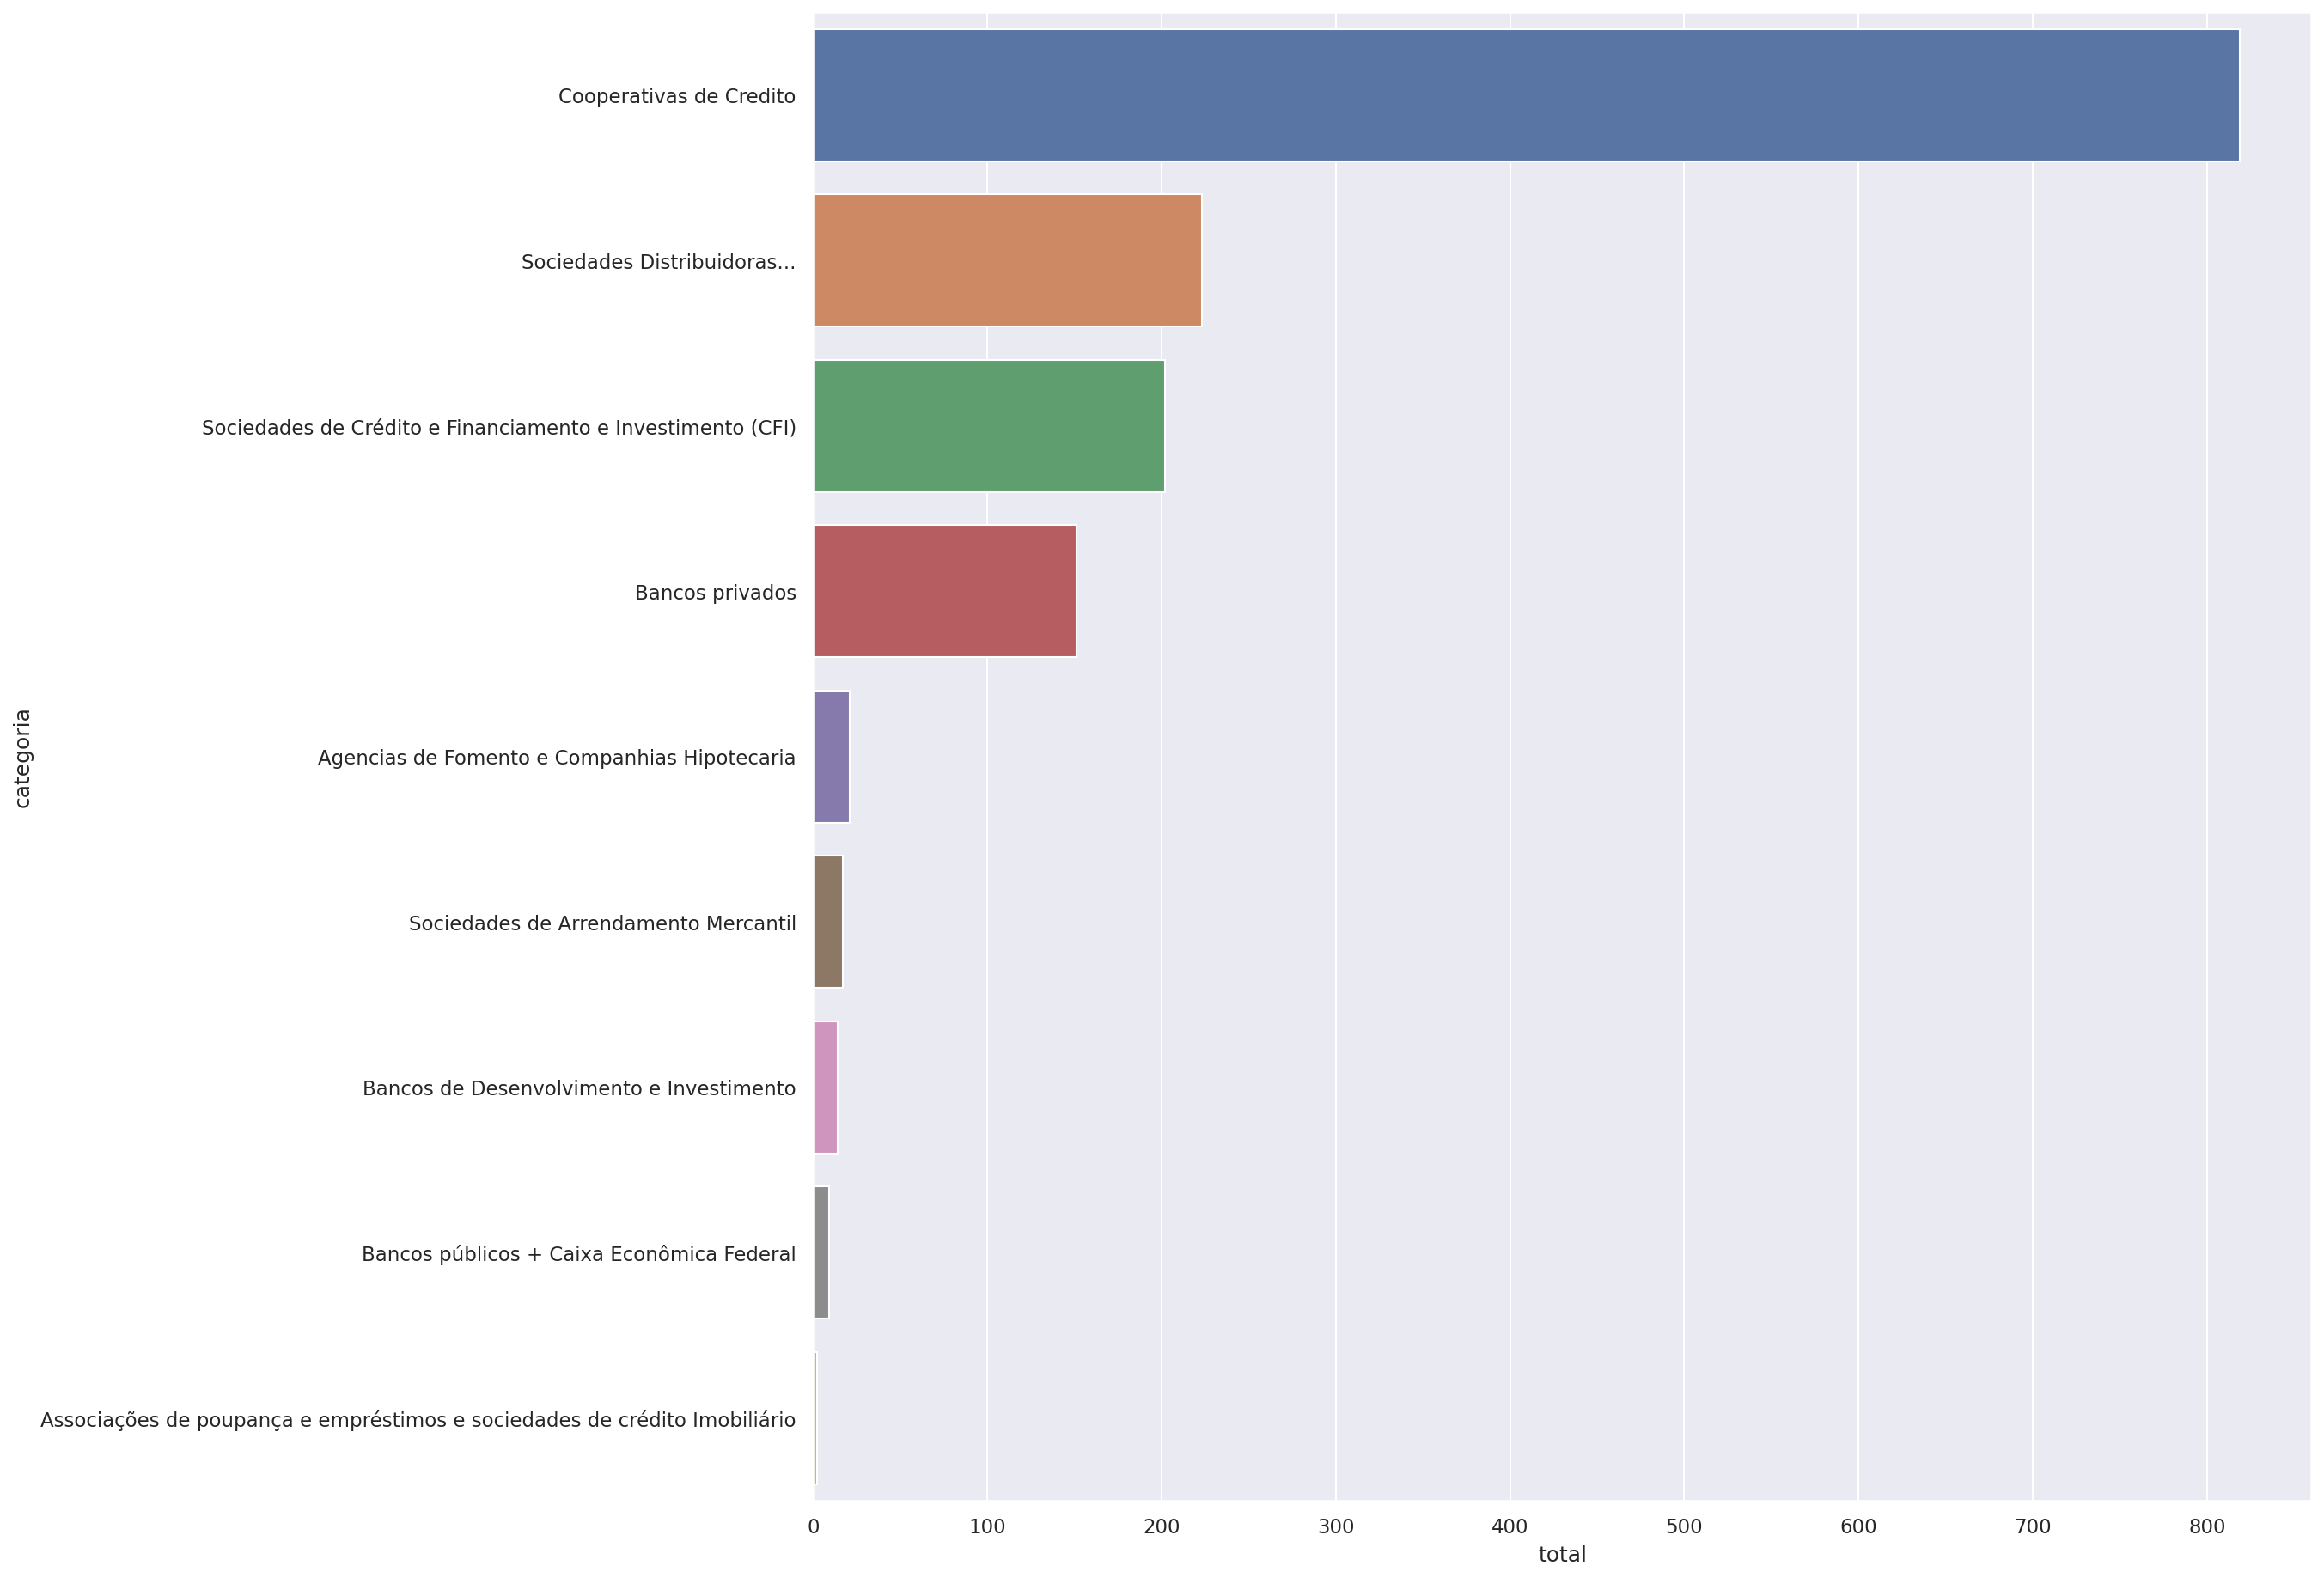 Cooperativas de Credito
Sociedades Distribuidoras...
Sociedades de Crédito e Financiamento e Investimento (CFI)
Bancos privados
Agencias de Fomento e Companhias Hipotecaria
categoria
Sociedades de Arrendamento Mercantil
Bancos de Desenvolvimento e Investimento
Bancos públicos + Caixa Econômica Federal
Associações de poupança e empréstimos e sociedades de crédito Imobiliário
0 100 200 300 400 500 600 700 800
total